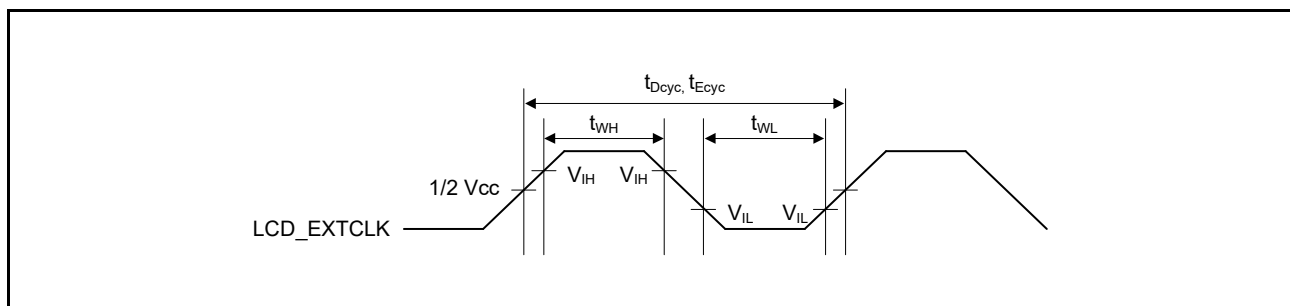 tDcyc, tEcyc
tWH
tWL
1/2 Vcc
VIH
VIH
VIL
VIL
LCD_EXTCLK